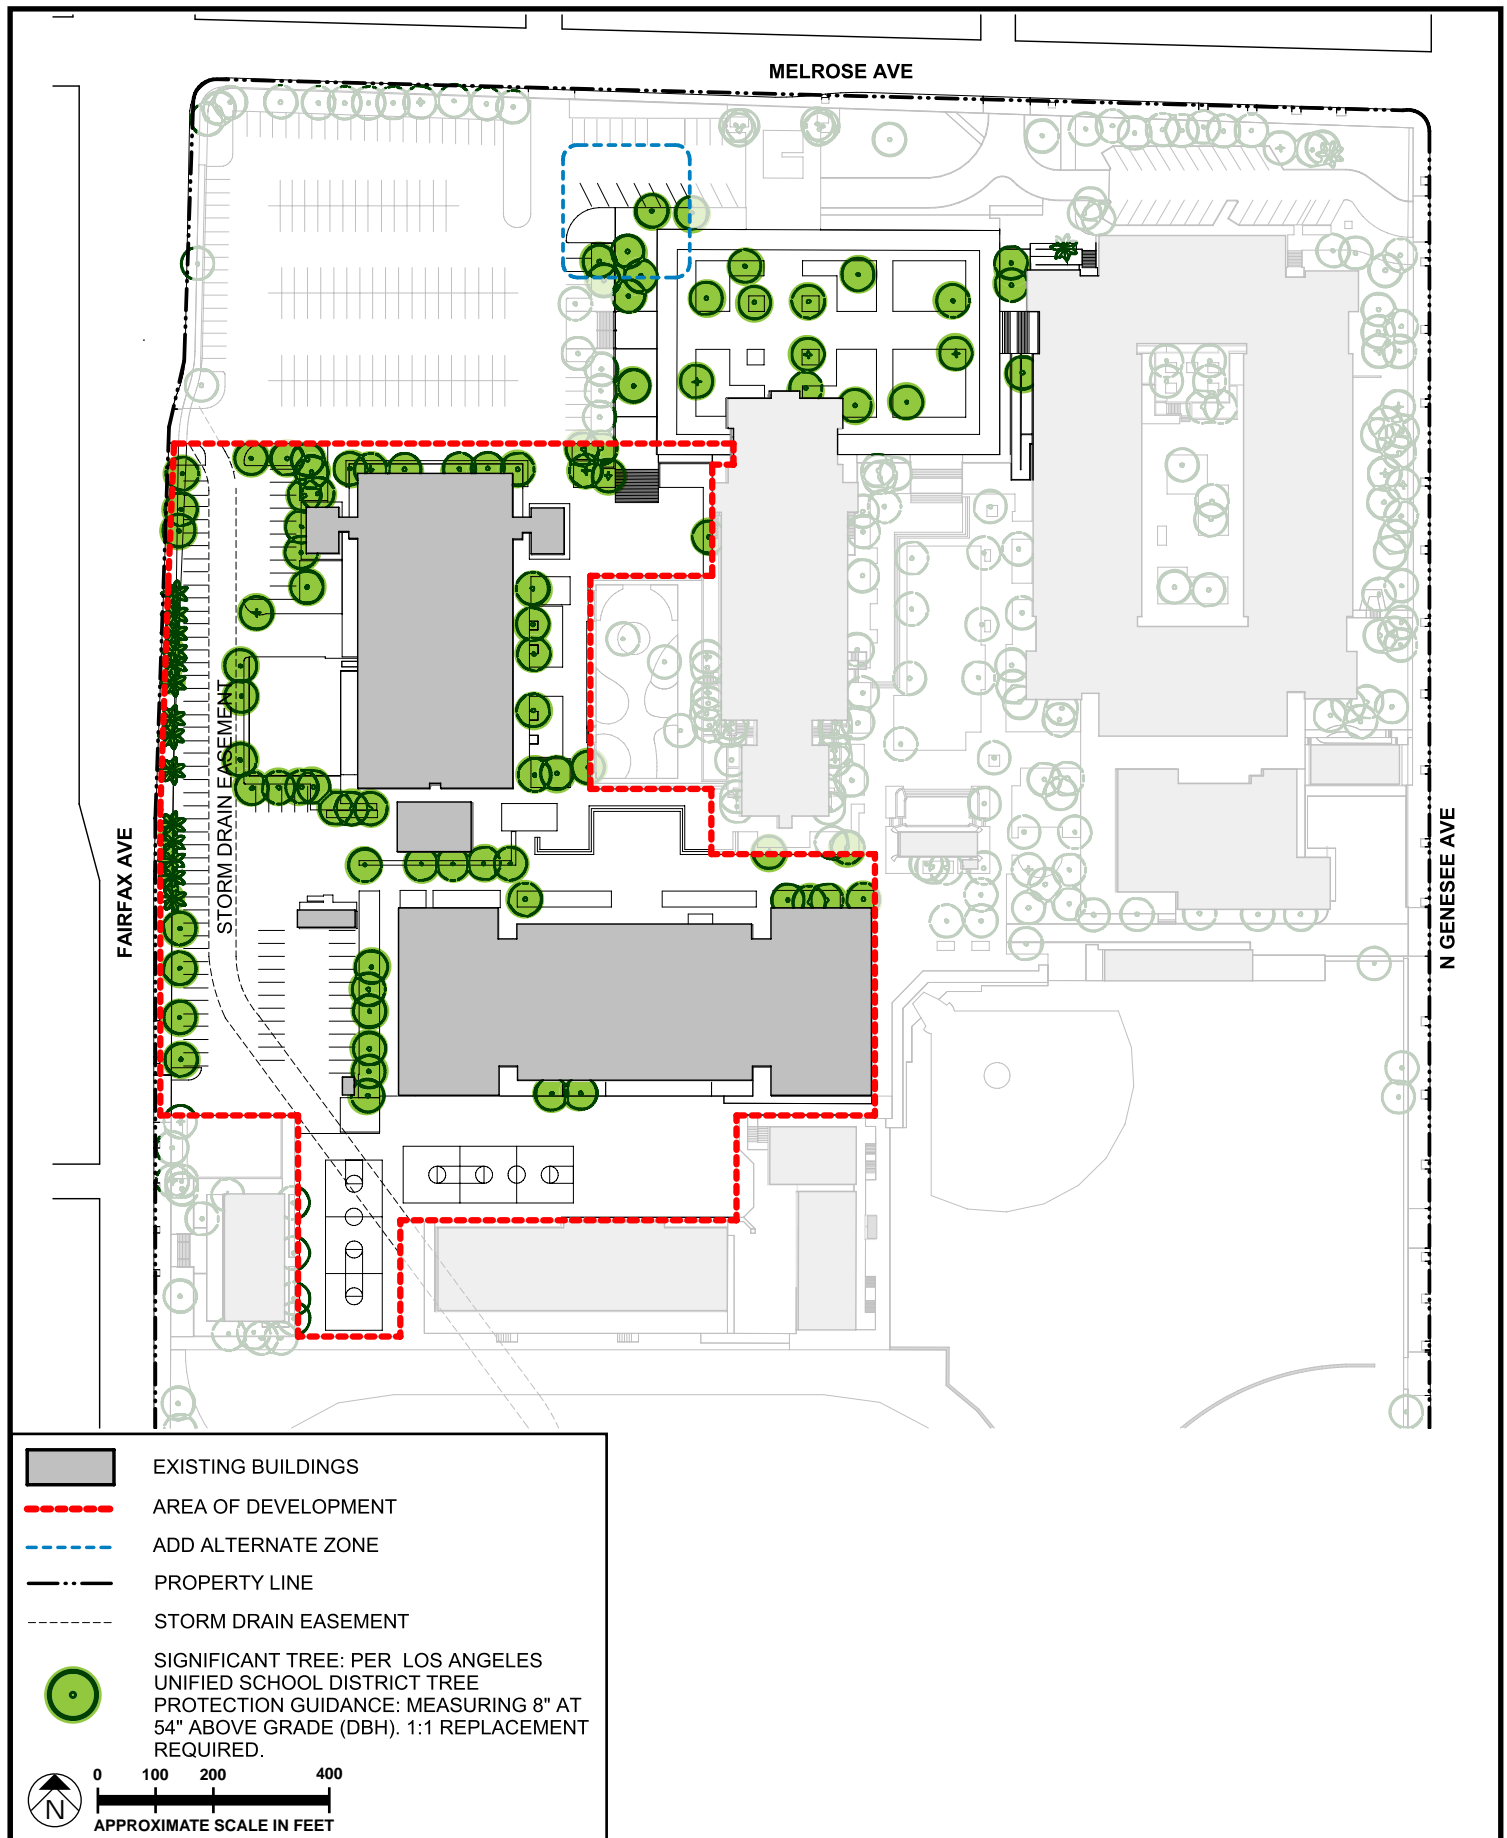 MELROSE AVE
STORM DRAIN EASEMENT
FAIRFAX AVE
N GENESEE AVE
EXISTING BUILDINGS
AREA OF DEVELOPMENT
ADD ALTERNATE ZONE
PROPERTY LINE
STORM DRAIN EASEMENT
SIGNIFICANT TREE: PER LOS ANGELES
UNIFIED SCHOOL DISTRICT TREE
PROTECTION GUIDANCE: MEASURING 8" AT
54" ABOVE GRADE (DBH). 1:1 REPLACEMENT
REQUIRED.
0 100 200 400
N
APPROXIMATE SCALE IN FEET